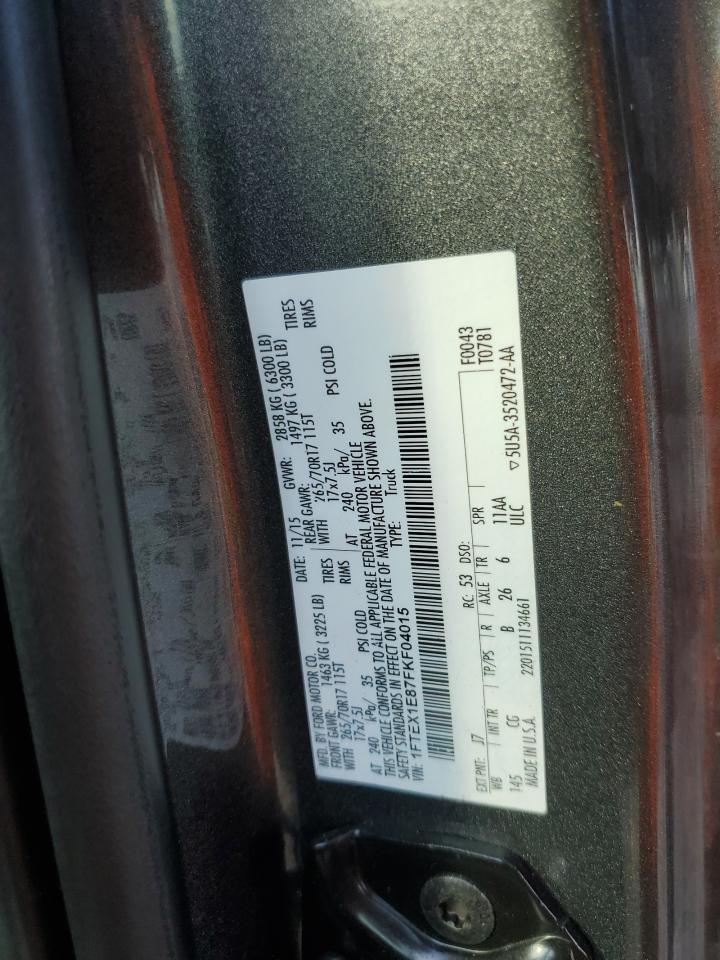 MFD. BY FORD MOTOR CO. DATE: 11/15 GVWR: 2858 KG ( 6300 LB)
FRONT GAWR: 1463 KG ( 3225 LB) REAR GAWR: 1497 KG ( 3300 LB)
WITH 265/70R17 115T TIRES WITH 265/70R17 115T TIRES
17x7.5J RIMS 17x7.5J RIMS
AT 240 kPa/ 35 PSI COLD AT 240 kPa/ 35 PSI COLD
THIS VEHICLE CONFORMS TO ALL APPLICABLE FEDERAL MOTOR VEHICLE
SAFETY STANDARDS IN EFFECT ON THE DATE OF MANUFACTURE SHOWN ABOVE.
VIN: 1FTEX1E87FKF04015 TYPE: Truck
EXT PNT: J7 RC: 53 DSO: F0043
WB INT TR TP/PS R AXLE TR SPR T0781
145 CG B 26 6 11AA
MADE IN U.S.A. 2201511134661 ULC ▽5U5A-3520472-AA